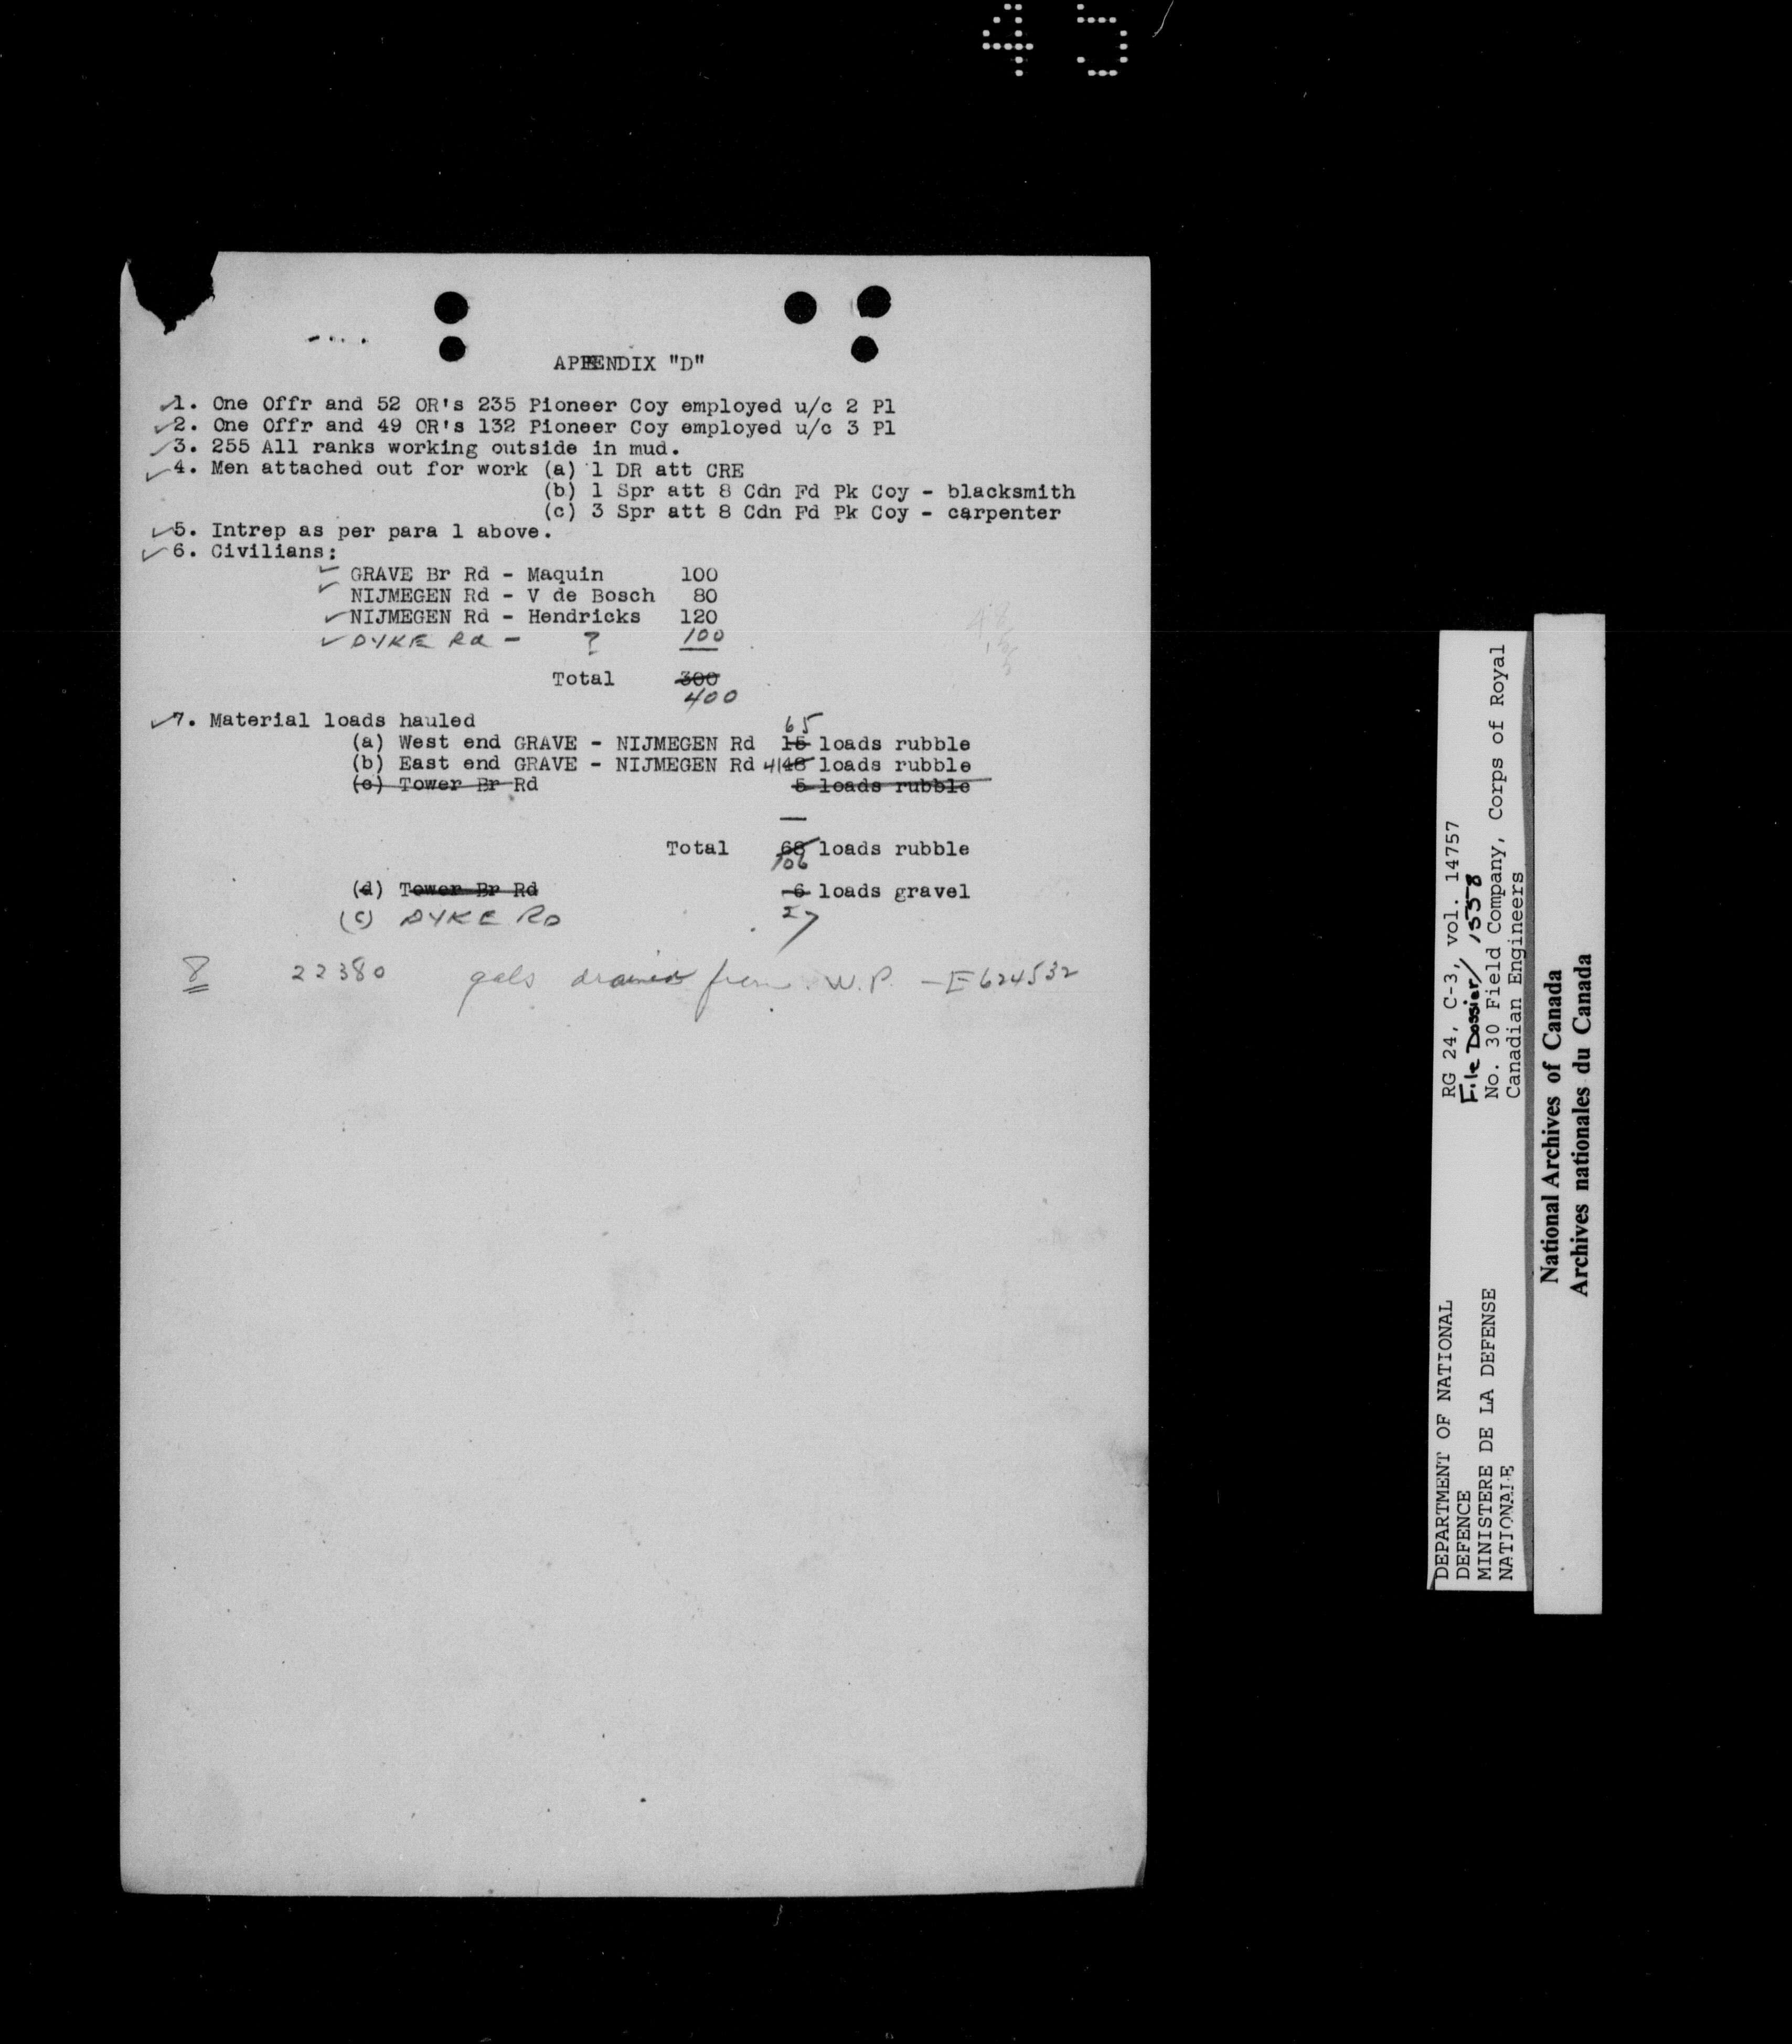 45
APPENDIX "D"
1. One Offr and 52 OR's 235 Pioneer Coy employed u/c 2 Pl
2. One Offr and 49 OR's 132 Pioneer Coy employed u/c 3 Pl
3. 255 All ranks working outside in mud.
4. Men attached out for work (a) 1 DR att CRE
(b) 1 Spr att 8 Cdn Fd Pk Coy - blacksmith
(c) 3 Spr att 8 Cdn Fd Pk Coy - carpenter
5. Intrep as per para 1 above.
6. Civilians:
GRAVE Br Rd - Maquin 100
NIJMEGEN Rd - V de Bosch 80
NIJMEGEN Rd - Hendricks 120
DYKE Rd - ? 100
Total 300
400
7. Material loads hauled
65
(a) West end GRAVE - NIJMEGEN Rd 15 loads rubble
(b) East end GRAVE - NIJMEGEN Rd 41 48 loads rubble
(c) Tower Br Rd 5 loads rubble
Total 68 loads rubble
106
(d) Tower Br Rd 6 loads gravel
(c) DYKE RD 27
8 22380 gals drained from W.P. - E624532
RG 24, C-3, vol. 14757
File Dossier/ 15358
No. 30 Field Company, Corps of Royal
Canadian Engineers
DEPARTMENT OF NATIONAL
DEFENCE
MINISTERE DE LA DEFENSE
NATIONALE
National Archives of Canada
Archives nationales du Canada